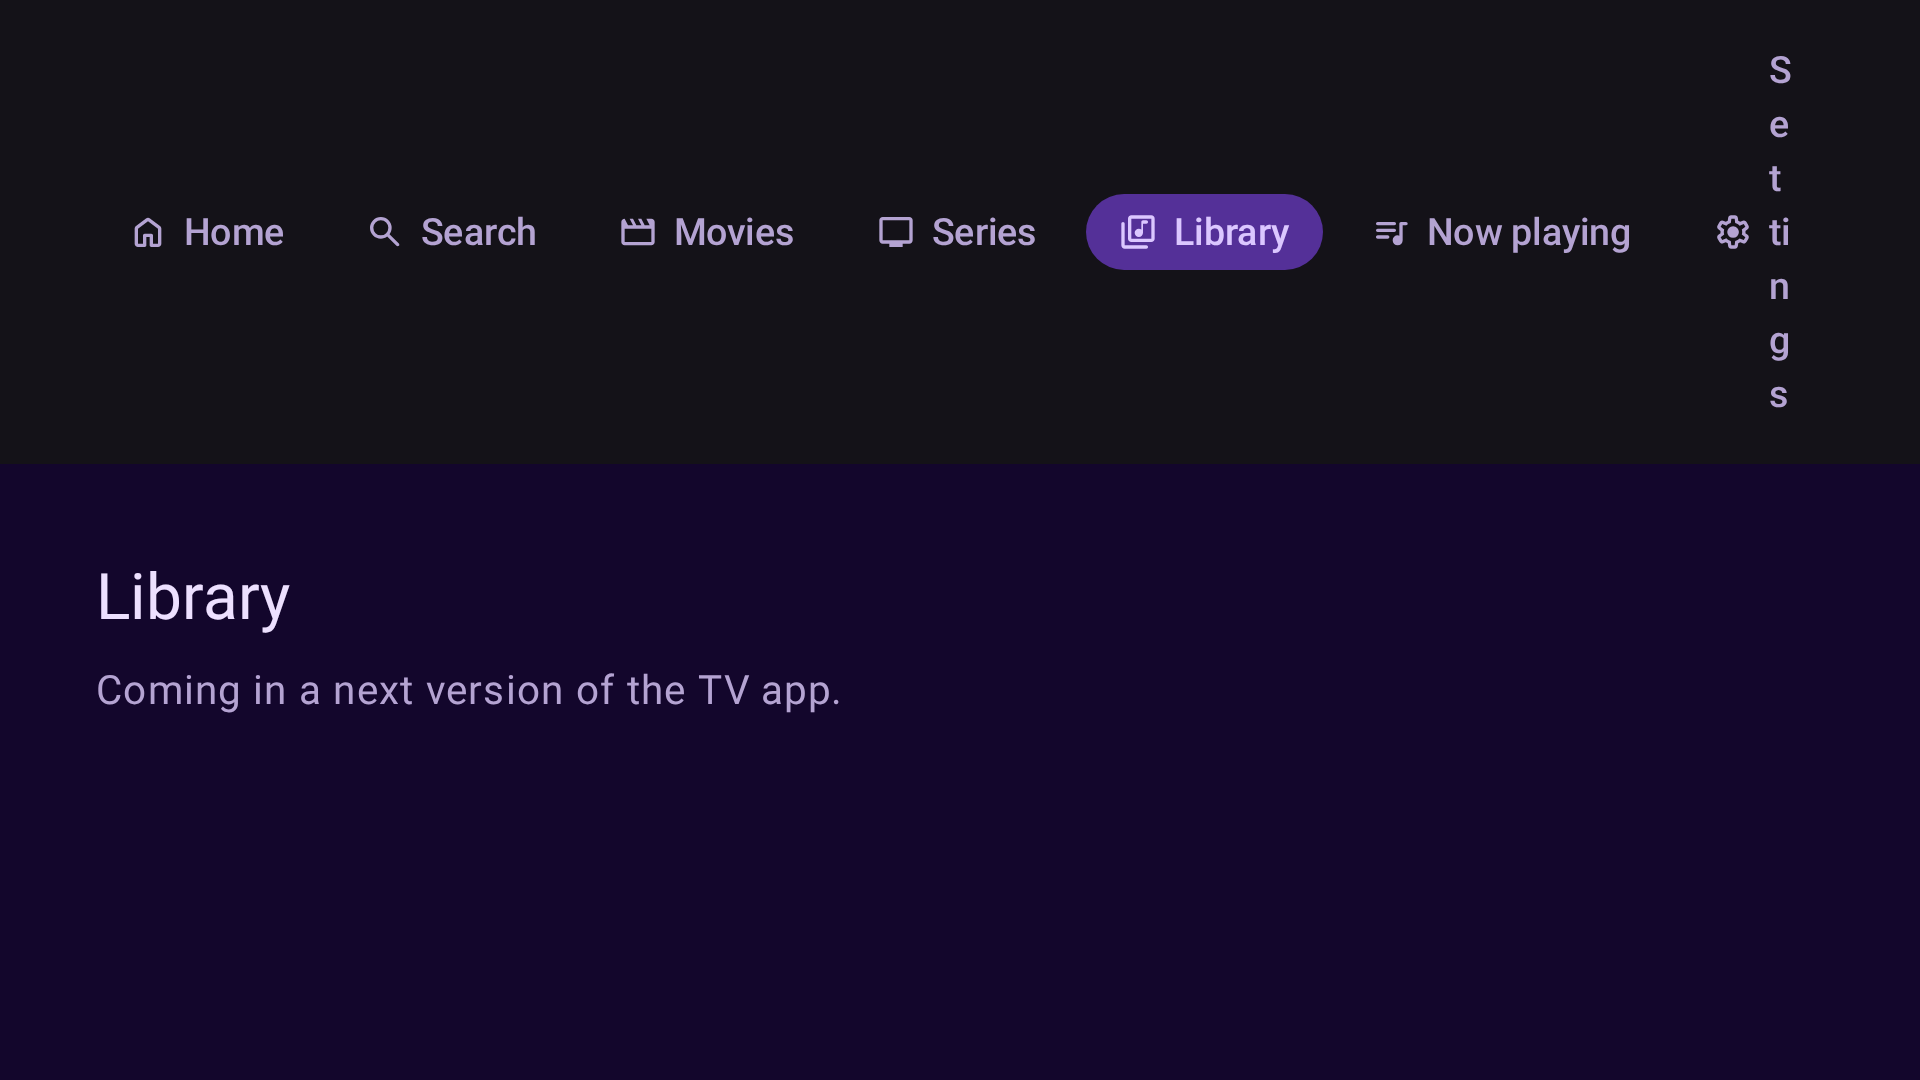 Home
Search
Movies
Series
Library
Now playing
S
e
t
ti
n
g
s
Library
Coming in a next version of the TV app.